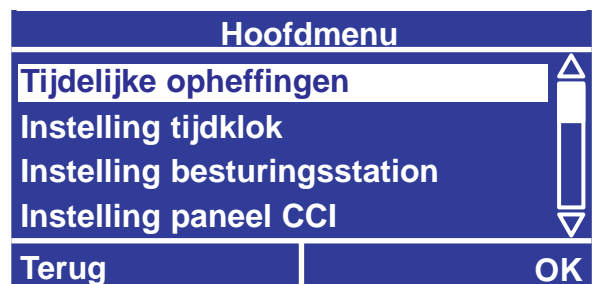 Hoofdmenu
Tijdelijke opheffingen
Instelling tijdklok
Instelling besturingsstation
Instelling paneel CCI
Terug OK